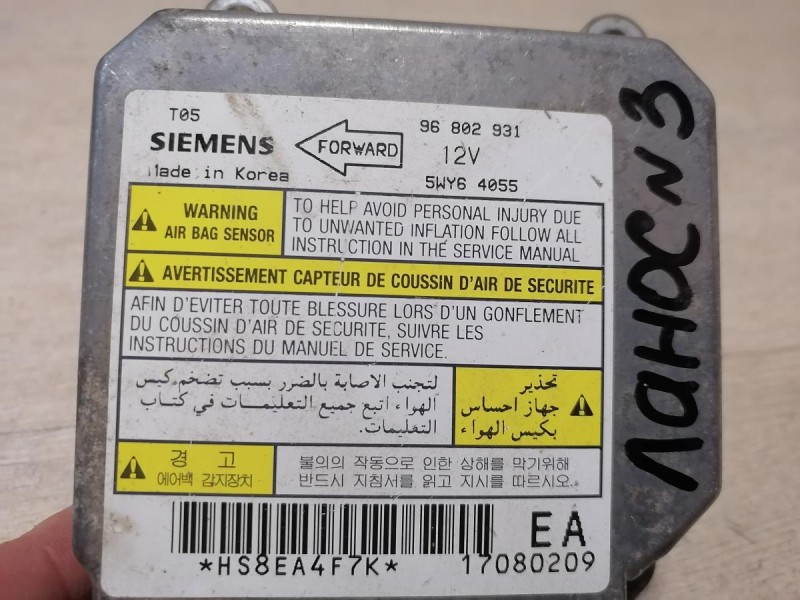 T05
SIEMENS
FORWARD
96 802 931
12V
Made in Korea
5WY6 4055
WARNING
AIR BAG SENSOR
TO HELP AVOID PERSONAL INJURY DUE
TO UNWANTED INFLATION FOLLOW ALL
INSTRUCTION IN THE SERVICE MANUAL
AVERTISSEMENT CAPTEUR DE COUSSIN D'AIR DE SECURITE
AFIN D'EVITER TOUTE BLESSURE LORS D'UN GONFLEMENT
DU COUSSIN D'AIR DE SECURITE, SUIVRE LES
INSTRUCTIONS DU MANUEL DE SERVICE.
تحذير
جهاز احساس
بكيس الهواء
لتجنب الاصابة بالضرر بسبب تضخم كيس
الهواء اتبع جميع التعليمات في كتاب
التعليمات.
경 고
에어백 감지장치
불의의 작동으로 인한 상해를 막기위해
반드시 지침서를 읽고 지시를 따르십시오.
EA
*HS8EA4F7K*
17080209
ЛАНОС N3